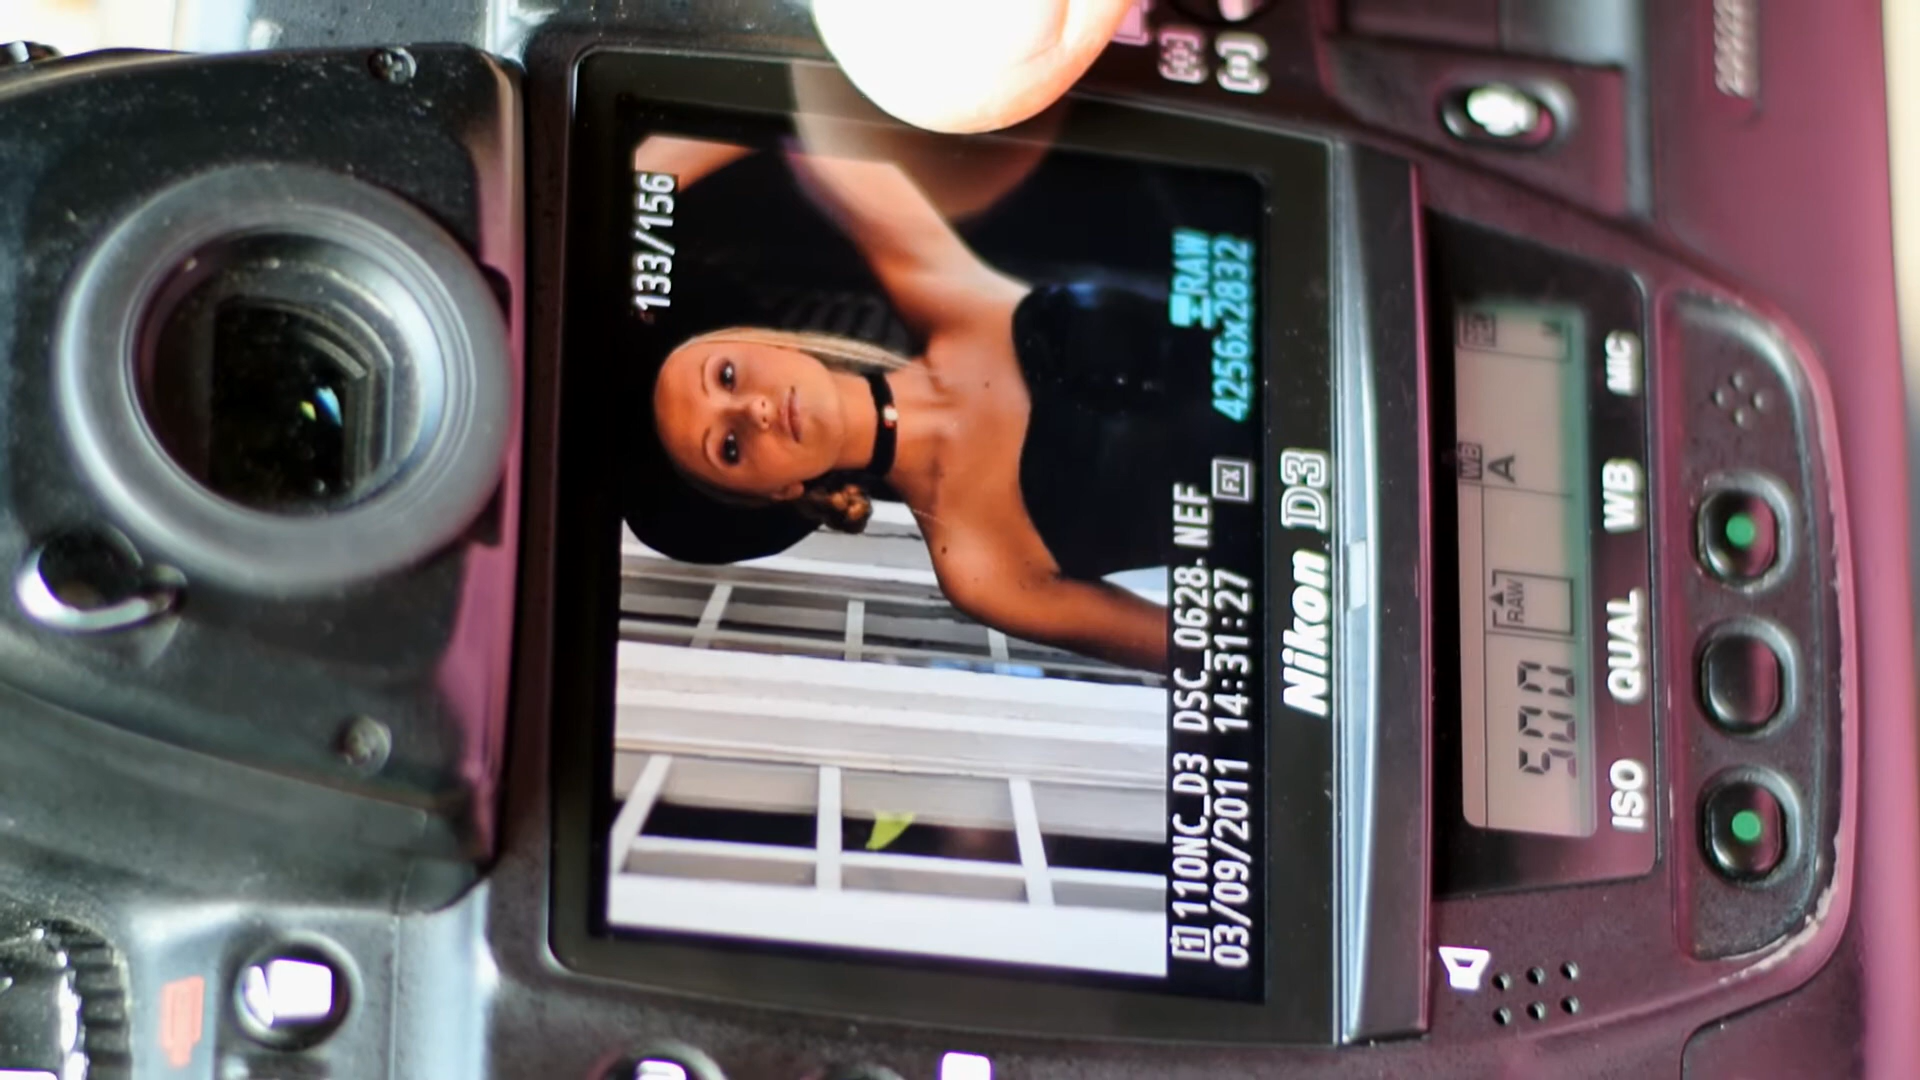 133/156
RAW
4256x2832
110NC_D3 DSC_0628.NEF
03/09/2011 14:31:27
FX
Nikon D3
500
RAW
WB
A
ISO QUAL WB MIC